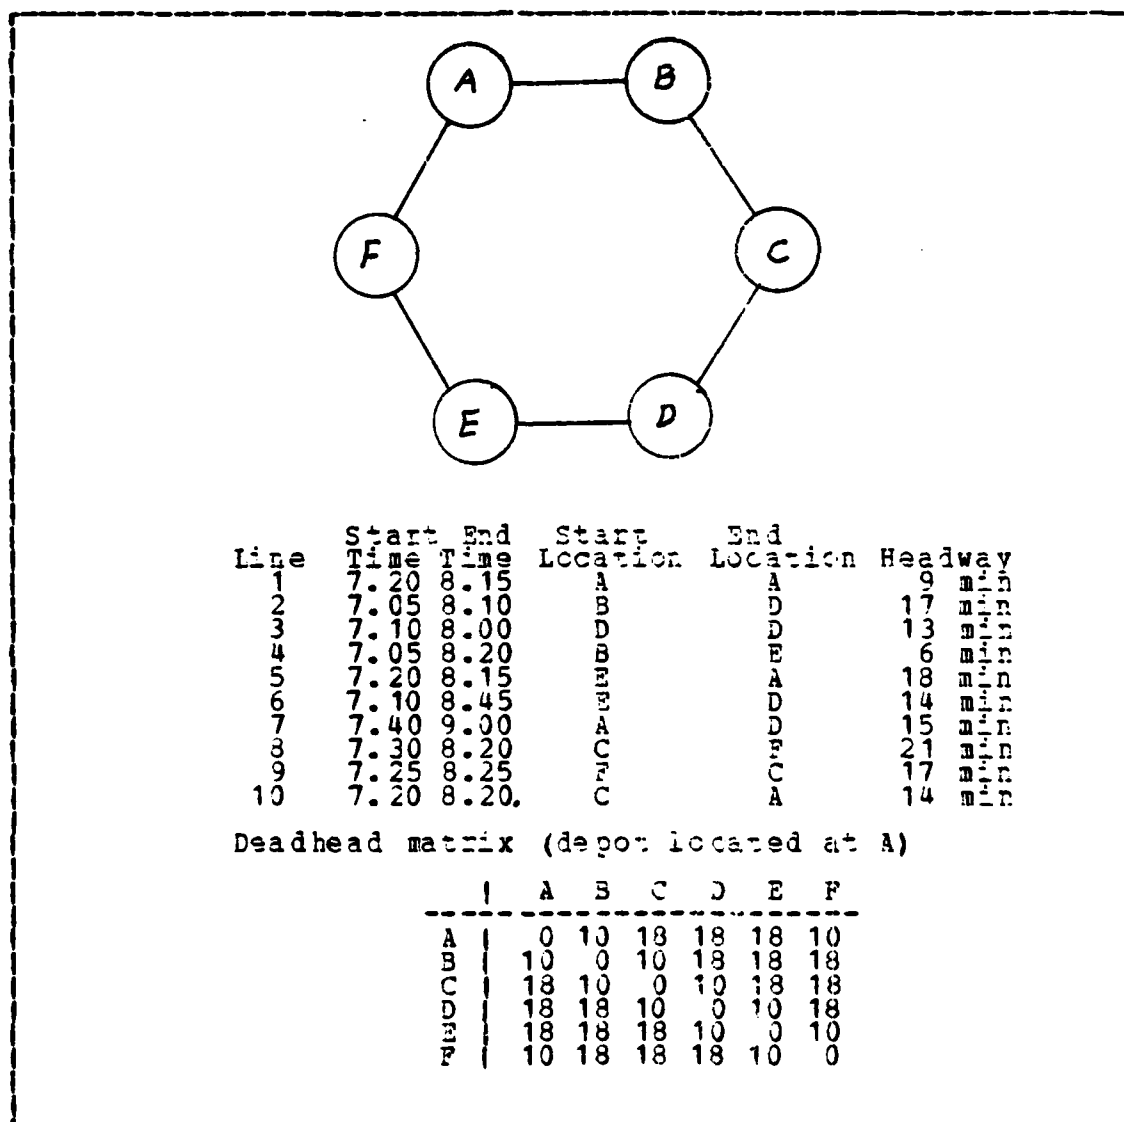 A B
F C
E D
Start End Start End
Line Time Time Location Location Headway
1 7.20 8.15 A A 9 min
2 7.05 8.10 B D 17 min
3 7.10 8.00 D D 13 min
4 7.05 8.20 B E 6 min
5 7.20 8.15 E A 18 min
6 7.10 8.45 E D 14 min
7 7.40 9.00 A D 15 min
8 7.30 8.20 C F 21 min
9 7.25 8.25 F C 17 min
10 7.20 8.20. C A 14 min
Deadhead matrix (depot located at A)
| A B C D E F
A | 0 10 18 18 18 10
B | 10 0 10 18 18 18
C | 18 10 0 10 18 18
D | 18 18 10 0 10 18
E | 18 18 18 10 0 10
F | 10 18 18 18 10 0